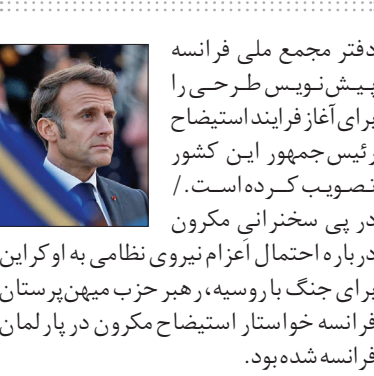 دفتر مجمع ملی فرانسه
پیش‌نویس طرحی را
برای آغاز فرایند استیضاح
رئیس‌جمهور این کشور
تصویب کرده‌است./
در پی سخنرانی مکرون
درباره احتمال اَعزام نیروی نظامی به اوکراین
برای جنگ با روسیه، رهبر حزب میهن‌پرستان
فرانسه خواستار استیضاح مکرون در پارلمان
فرانسه شده‌بود.